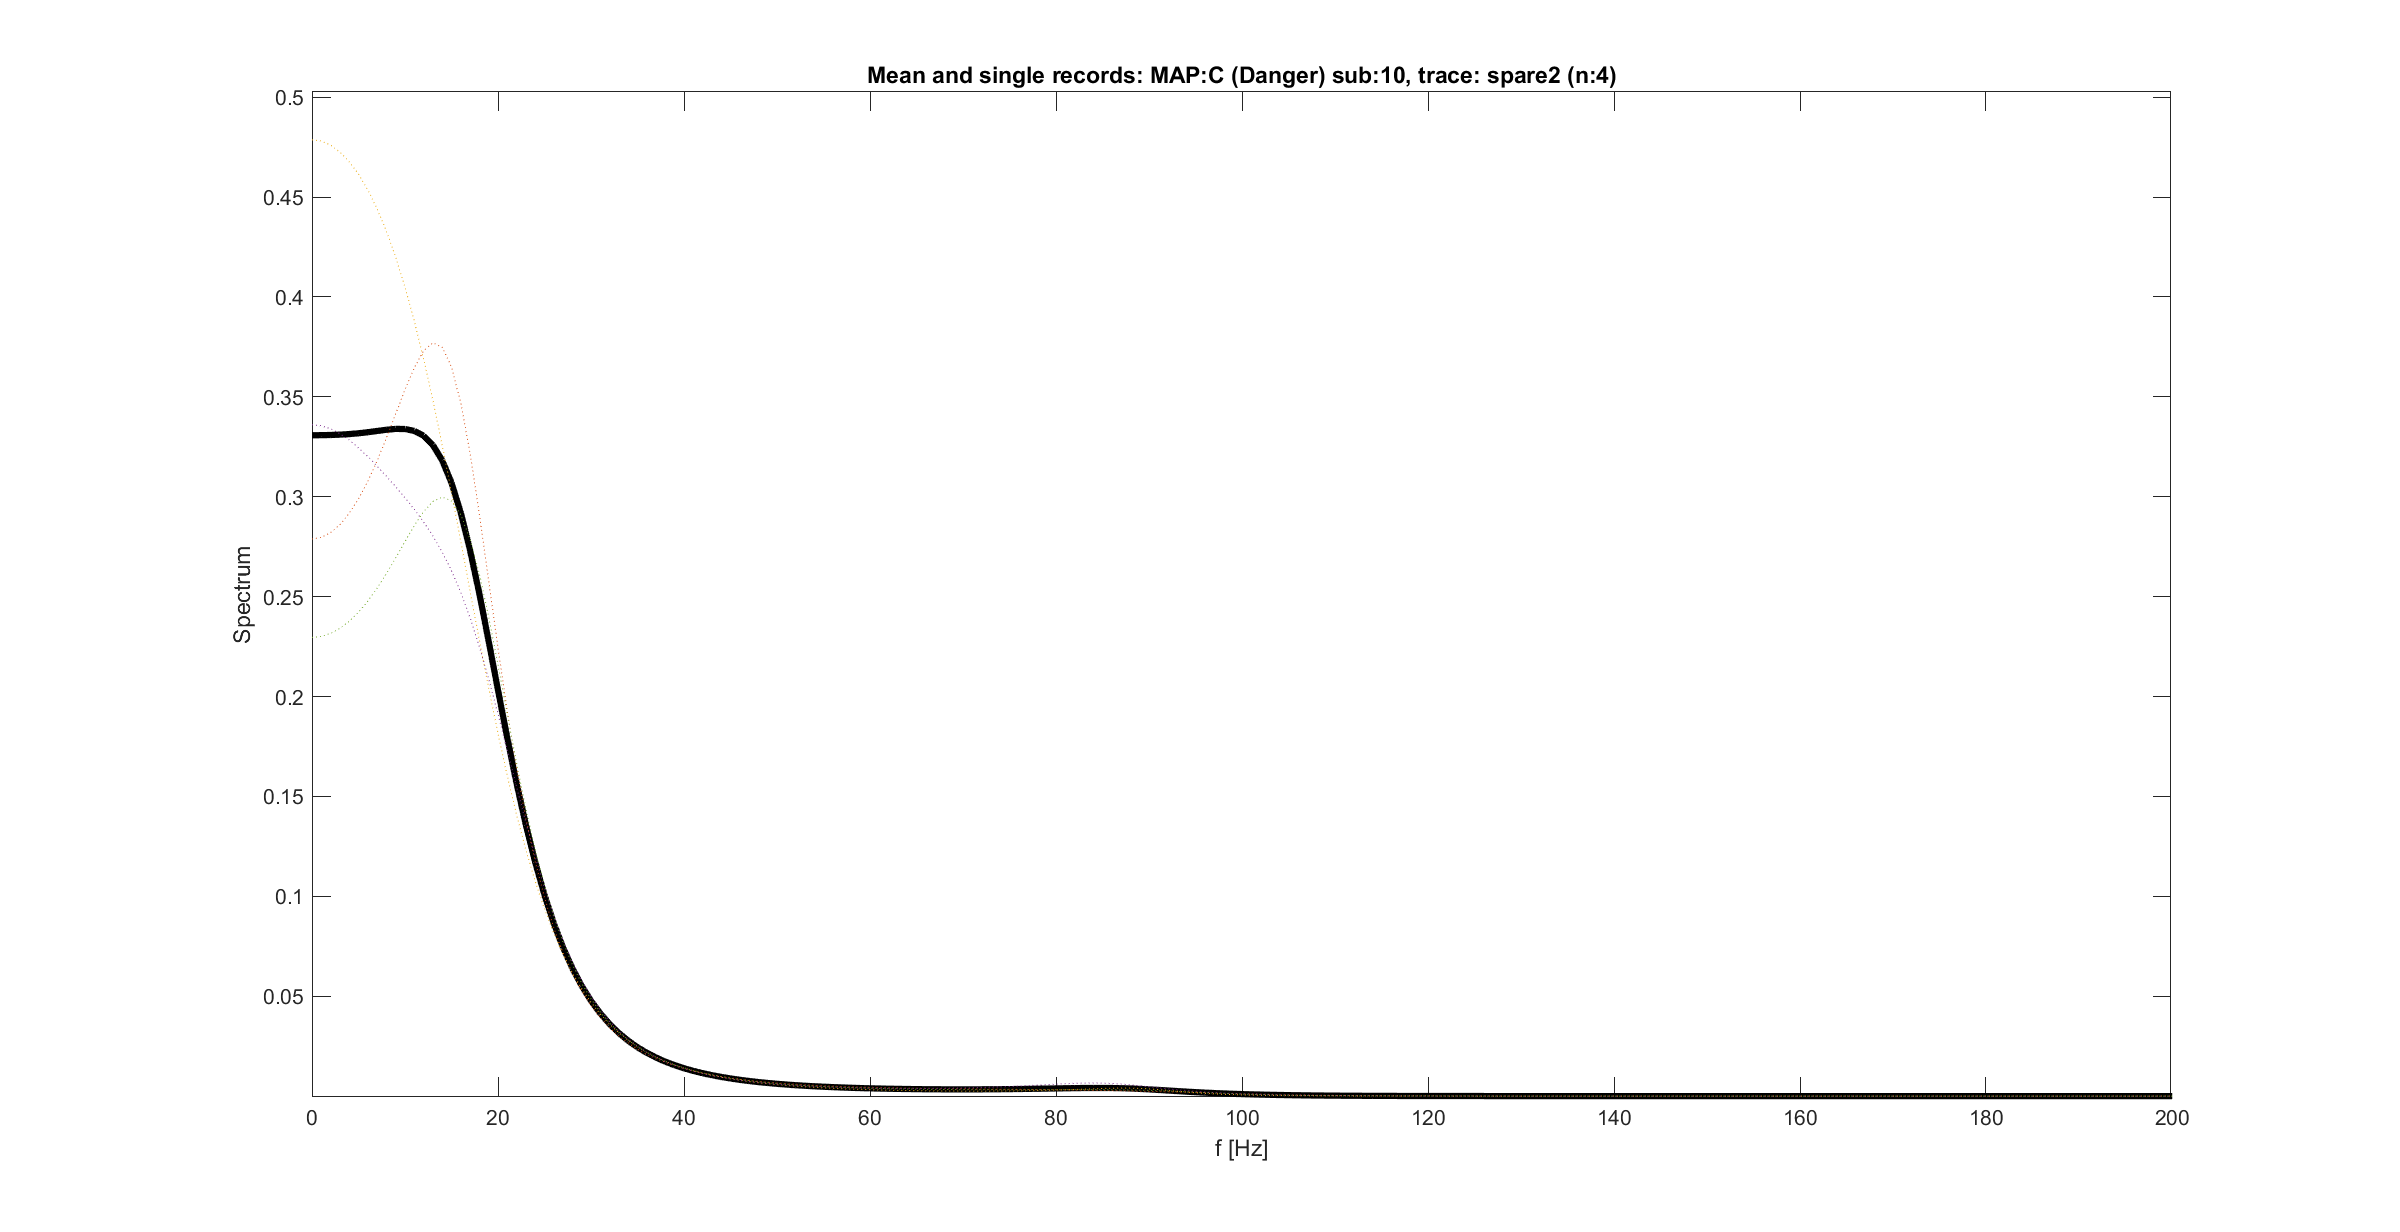 Mean and single records: MAP:C (Danger) sub:10, trace: spare2 (n:4)
0.5
0.45
0.4
0.35
0.3
0.25
0.2
0.15
0.1
0.05
Spectrum
0 20 40 60 80 100 120 140 160 180 200
f [Hz]